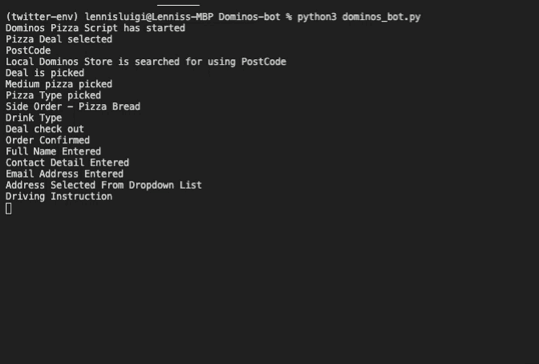 (twitter-env) lennisluigi@Lenniss-MBP Dominos-bot % python3 dominos_bot.py
Dominos Pizza Script has started
Pizza Deal selected
PostCode
Local Dominos Store is searched for using PostCode
Deal is picked
Medium pizza picked
Pizza Type picked
Side Order - Pizza Bread
Drink Type
Deal check out
Order Confirmed
Full Name Entered
Contact Detail Entered
Email Address Entered
Address Selected From Dropdown List
Driving Instruction